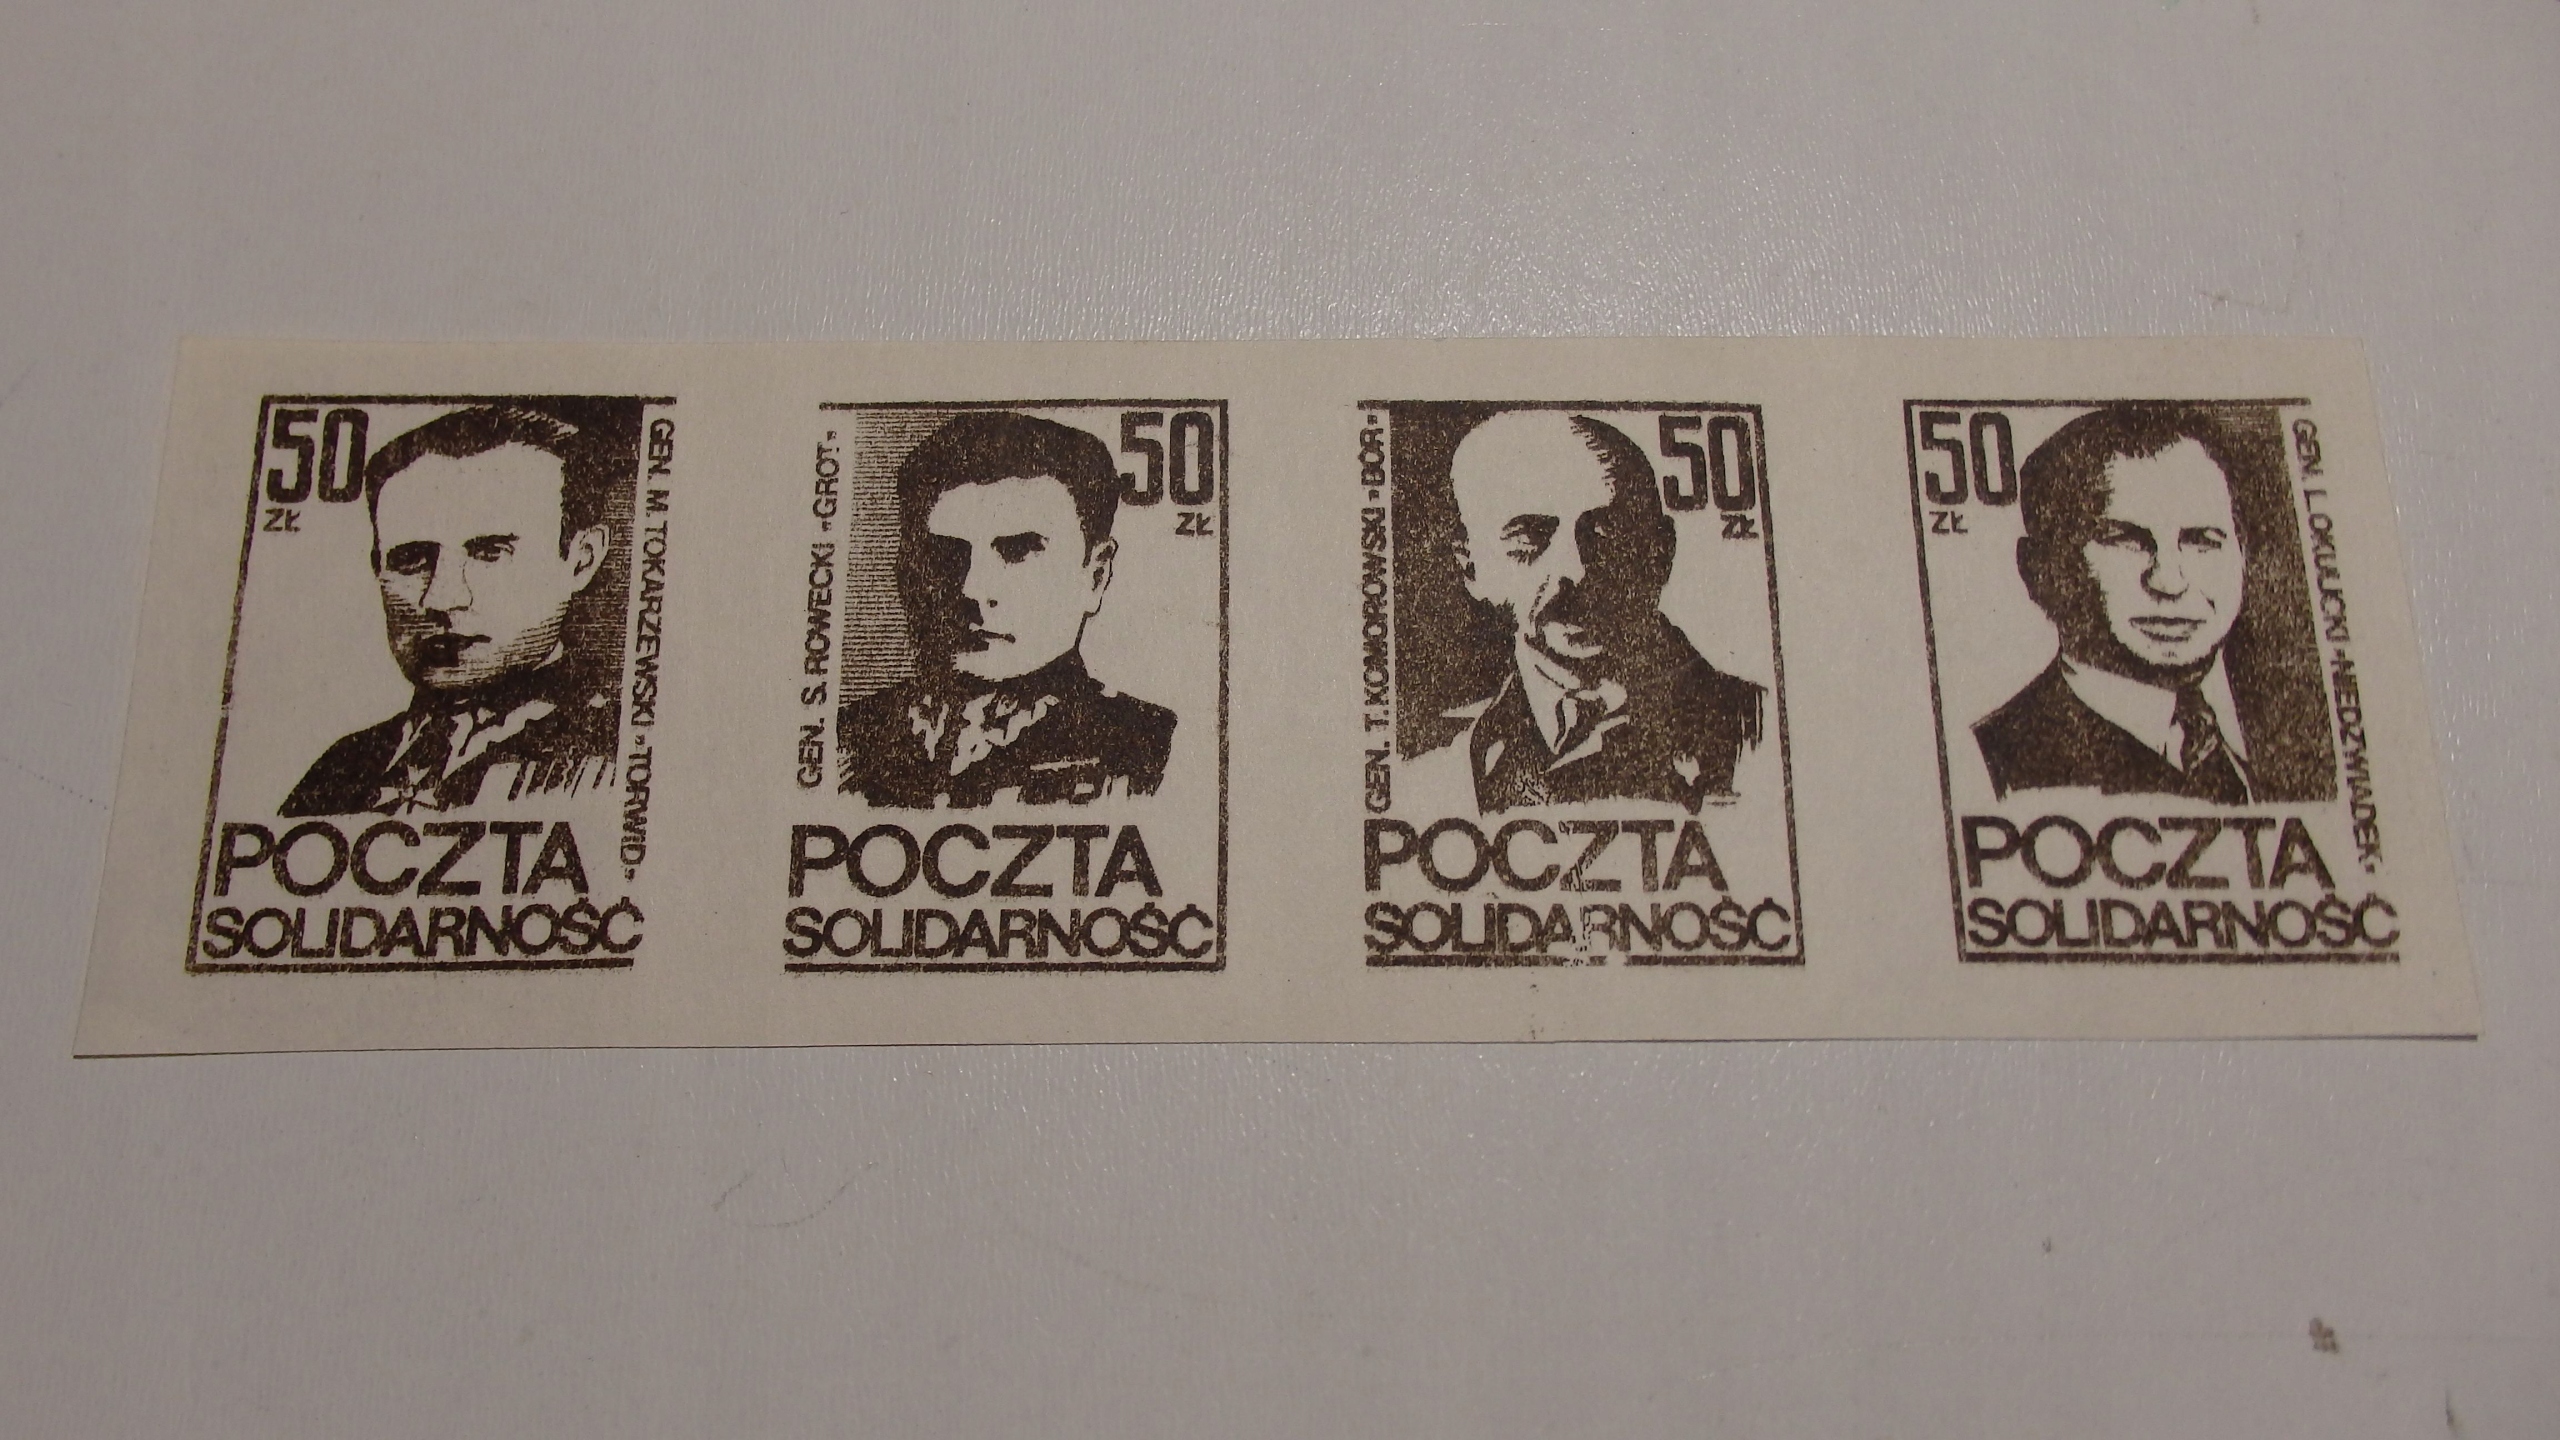 50
ZŁ
GEN. M. TOKARZEWSKI "TORWID"
POCZTA
SOLIDARNOŚĆ
50
ZŁ
GEN. S. ROWECKI "GROT"
POCZTA
SOLIDARNOŚĆ
50
ZŁ
GEN. T. KOMOROWSKI "BÓR"
POCZTA
SOLIDARNOŚĆ
50
ZŁ
GEN. L. OKULICKI "NIEDŹWIADEK"
POCZTA
SOLIDARNOŚĆ